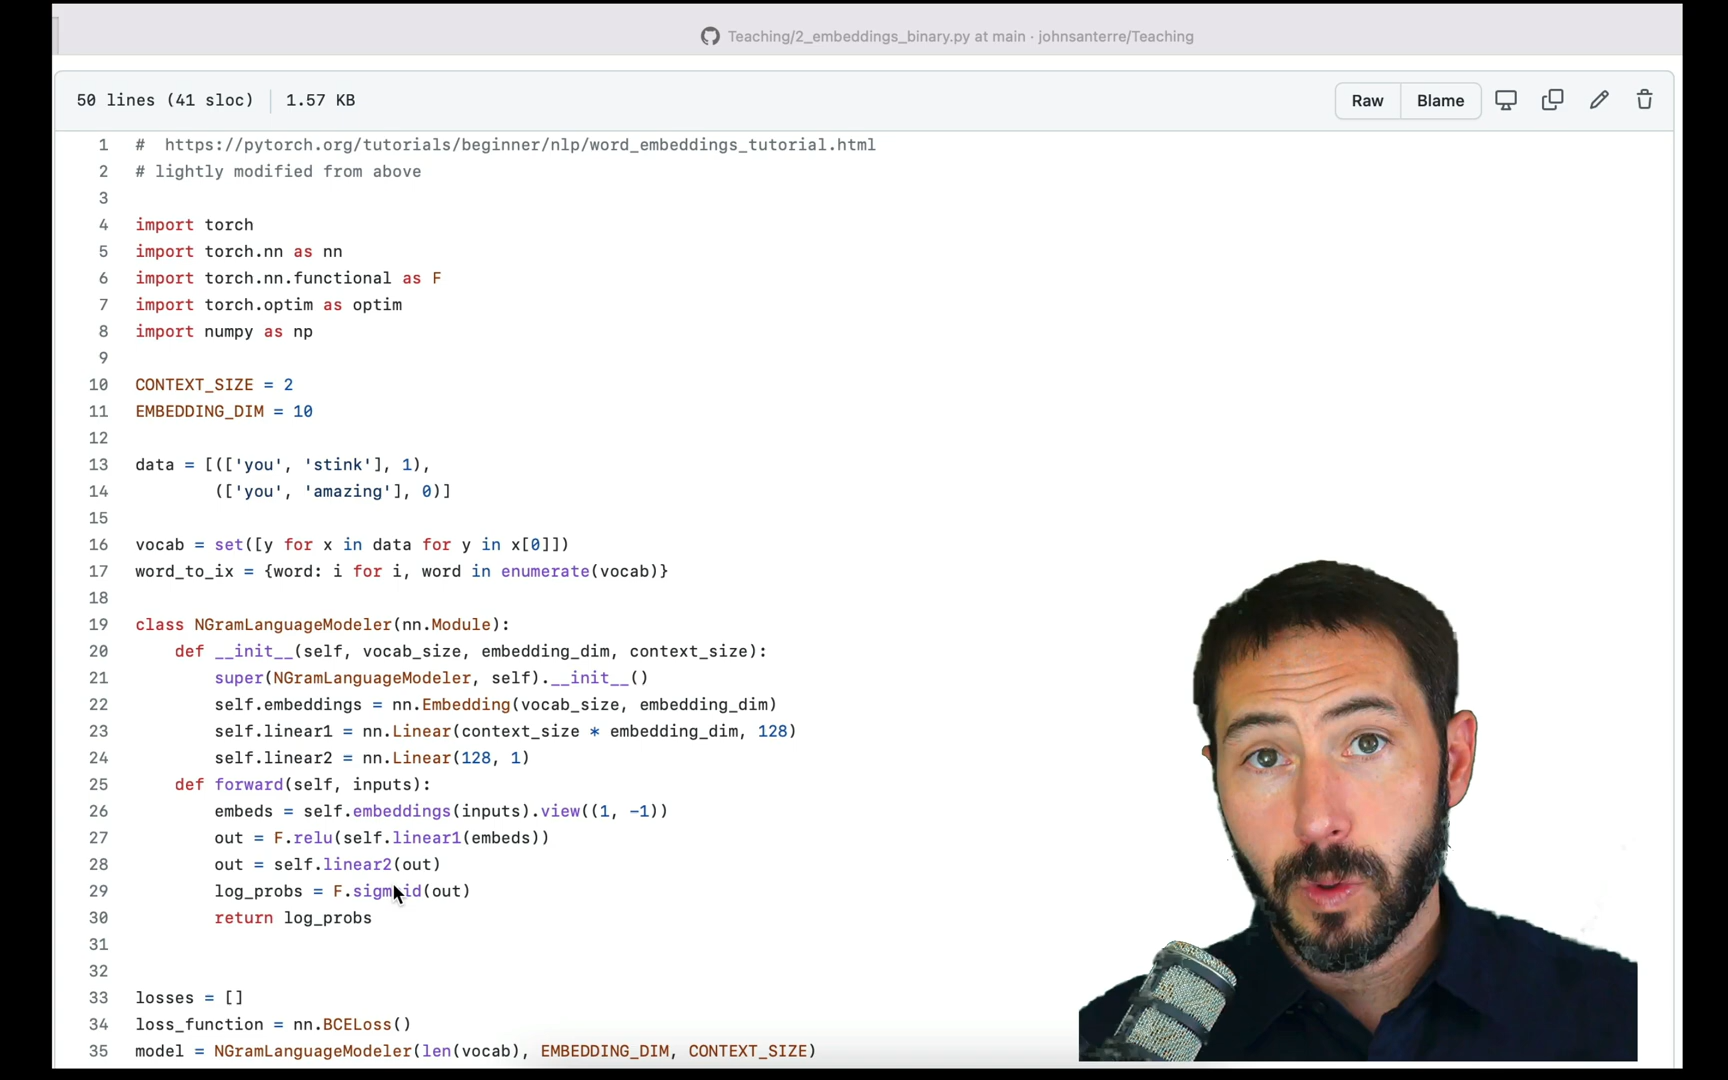 Teaching/2_embeddings_binary.py at main · johnsanterre/Teaching
50 lines (41 sloc) 1.57 KB Raw Blame
1 #  https://pytorch.org/tutorials/beginner/nlp/word_embeddings_tutorial.html
2 # lightly modified from above
3
4 import torch
5 import torch.nn as nn
6 import torch.nn.functional as F
7 import torch.optim as optim
8 import numpy as np
9
10 CONTEXT_SIZE = 2
11 EMBEDDING_DIM = 10
12
13 data = [(['you', 'stink'], 1),
14         (['you', 'amazing'], 0)]
15
16 vocab = set([y for x in data for y in x[0]])
17 word_to_ix = {word: i for i, word in enumerate(vocab)}
18
19 class NGramLanguageModeler(nn.Module):
20     def __init__(self, vocab_size, embedding_dim, context_size):
21         super(NGramLanguageModeler, self).__init__()
22         self.embeddings = nn.Embedding(vocab_size, embedding_dim)
23         self.linear1 = nn.Linear(context_size * embedding_dim, 128)
24         self.linear2 = nn.Linear(128, 1)
25     def forward(self, inputs):
26         embeds = self.embeddings(inputs).view((1, -1))
27         out = F.relu(self.linear1(embeds))
28         out = self.linear2(out)
29         log_probs = F.sigmoid(out)
30         return log_probs
31
32
33 losses = []
34 loss_function = nn.BCELoss()
35 model = NGramLanguageModeler(len(vocab), EMBEDDING_DIM, CONTEXT_SIZE)